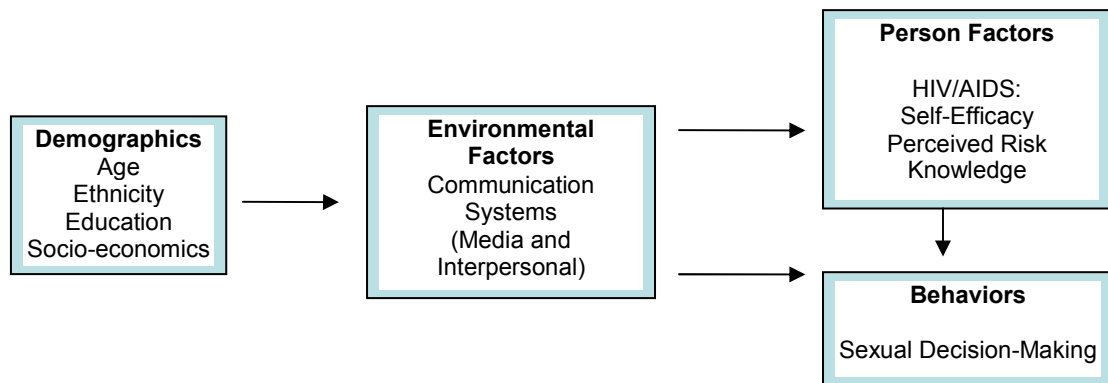 Demographics
Age
Ethnicity
Education
Socio-economics
Environmental
Factors
Communication
Systems
(Media and
Interpersonal)
Person Factors
HIV/AIDS:
Self-Efficacy
Perceived Risk
Knowledge
Behaviors
Sexual Decision-Making